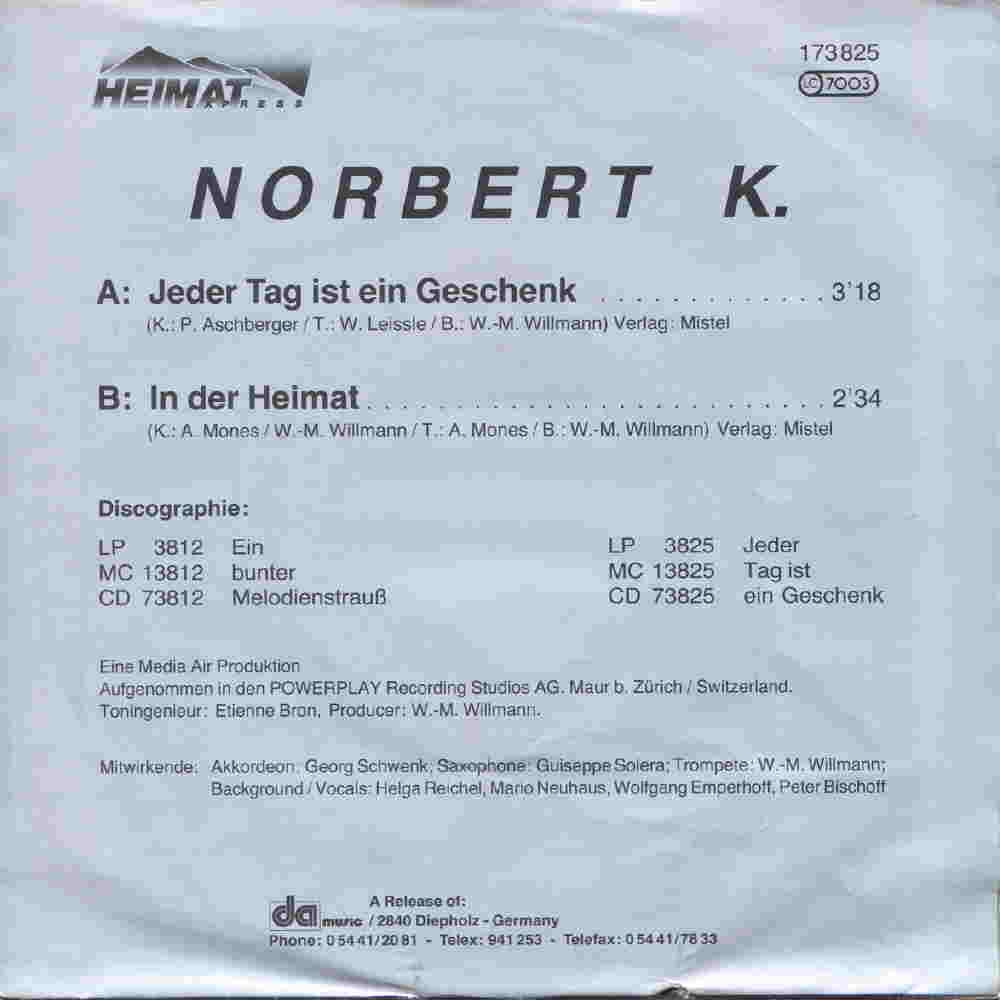 HEIMAT
EXPRESS
173825
LC 7003
NORBERT K.
A: Jeder Tag ist ein Geschenk ............. 3'18
(K.: P. Aschberger / T.: W. Leissle / B.: W.-M. Willmann) Verlag: Mistel
B: In der Heimat .......................... 2'34
(K.: A. Mones / W.-M. Willmann / T.: A. Mones / B.: W.-M. Willmann) Verlag: Mistel
Discographie:
LP 3812 Ein
MC 13812 bunter
CD 73812 Melodienstrauß
LP 3825 Jeder
MC 13825 Tag ist
CD 73825 ein Geschenk
Eine Media Air Produktion
Aufgenommen in den POWERPLAY Recording Studios AG. Maur b. Zürich / Switzerland.
Toningenieur: Etienne Bron, Producer: W.-M. Willmann.
Mitwirkende: Akkordeon: Georg Schwenk; Saxophone: Guiseppe Solera; Trompete: W.-M. Willmann;
Background / Vocals: Helga Reichel, Mario Neuhaus, Wolfgang Emperhoff, Peter Bischoff
A Release of:
da music / 2840 Diepholz - Germany
Phone: 0 54 41/20 81 - Telex: 941 253 - Telefax: 0 54 41/78 33